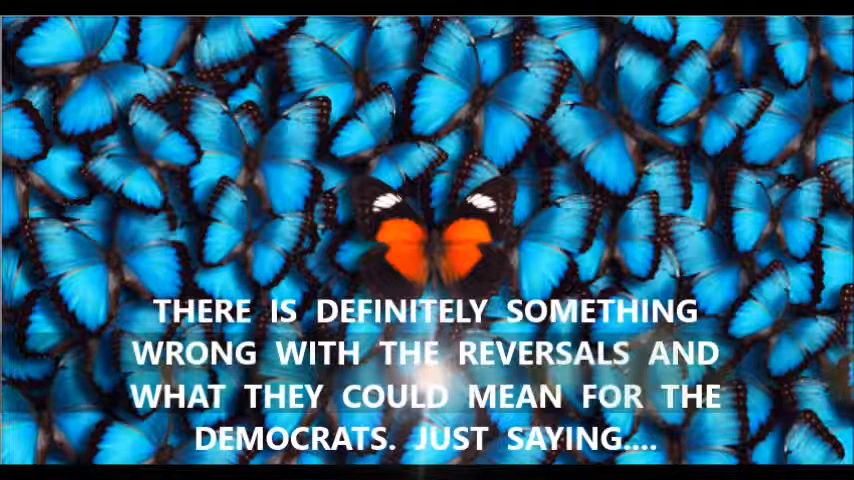 THERE IS DEFINITELY SOMETHING
WRONG WITH THE REVERSALS AND
WHAT THEY COULD MEAN FOR THE
DEMOCRATS. JUST SAYING....